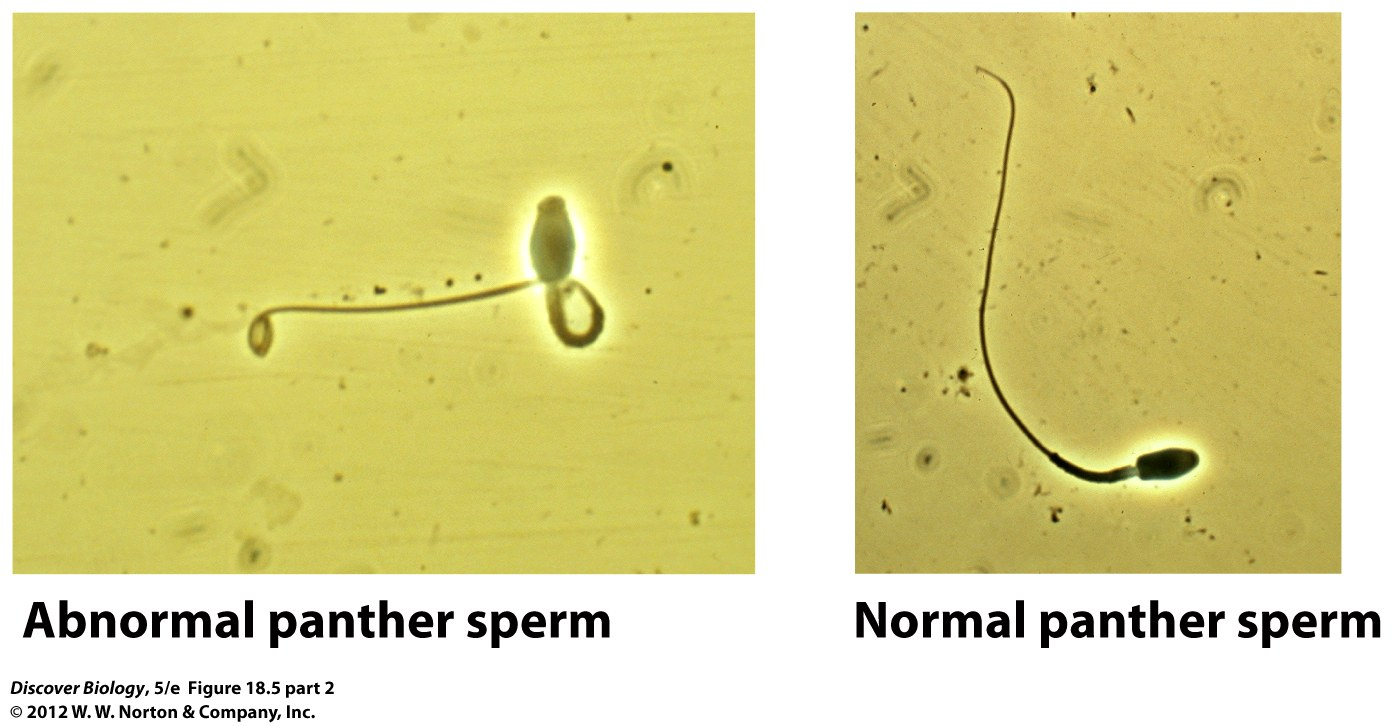 Abnormal panther sperm
Normal panther sperm
Discover Biology, 5/e  Figure 18.5 part 2
© 2012 W. W. Norton & Company, Inc.